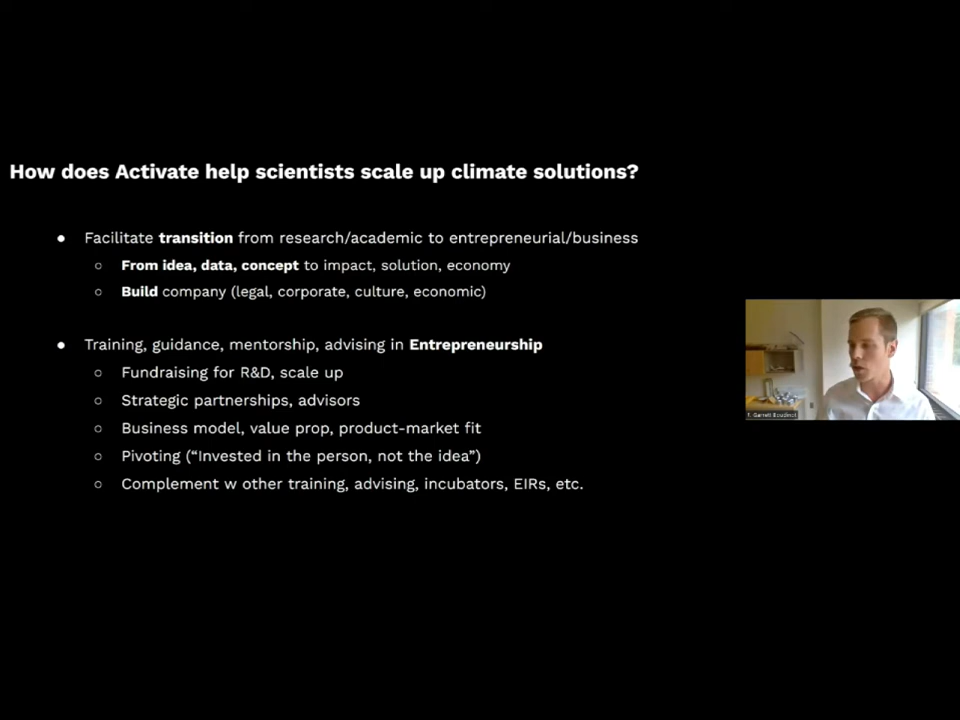 How does Activate help scientists scale up climate solutions?
● Facilitate transition from research/academic to entrepreneurial/business
○ From idea, data, concept to impact, solution, economy
○ Build company (legal, corporate, culture, economic)
● Training, guidance, mentorship, advising in Entrepreneurship
○ Fundraising for R&D, scale up
○ Strategic partnerships, advisors
○ Business model, value prop, product-market fit
○ Pivoting (“Invested in the person, not the idea”)
○ Complement w other training, advising, incubators, EIRs, etc.
F. Garrett Boudinot